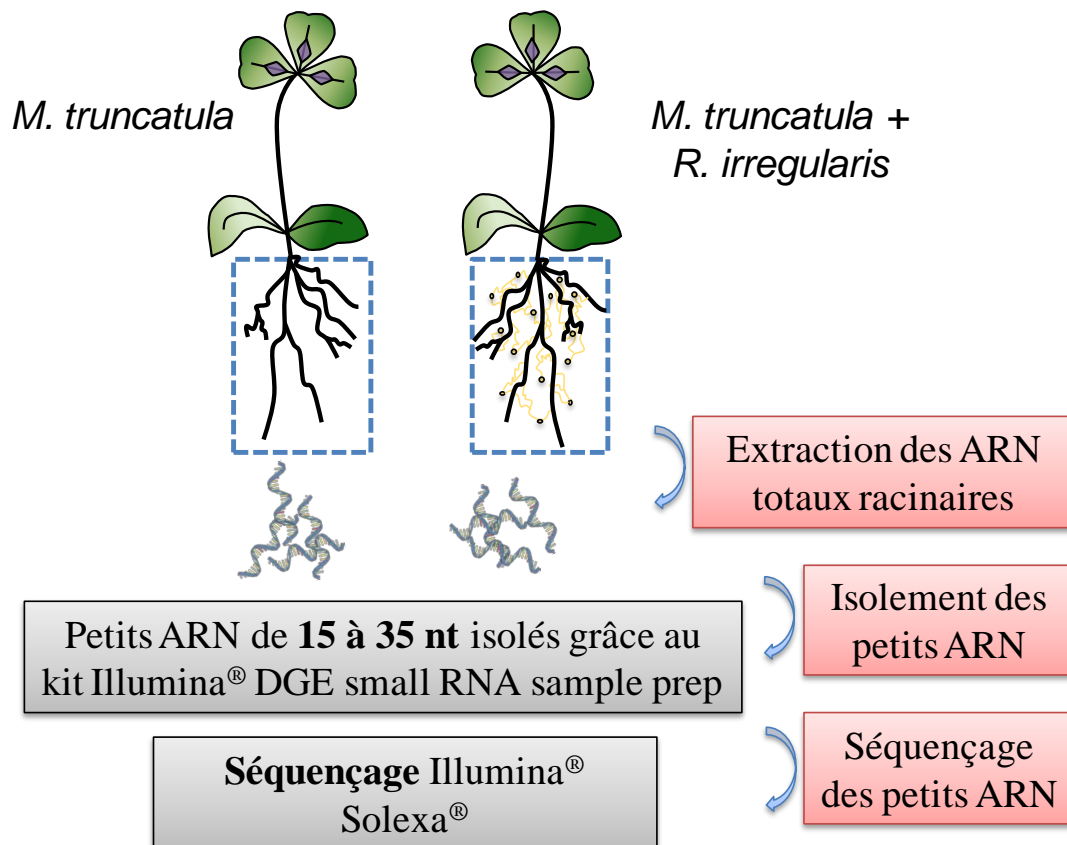 M. truncatula
M. truncatula +
R. irregularis
Extraction des ARN
totaux racinaires
Isolement des
petits ARN
Petits ARN de 15 à 35 nt isolés grâce au
kit Illumina® DGE small RNA sample prep
Séquençage
des petits ARN
Séquençage Illumina®
Solexa®